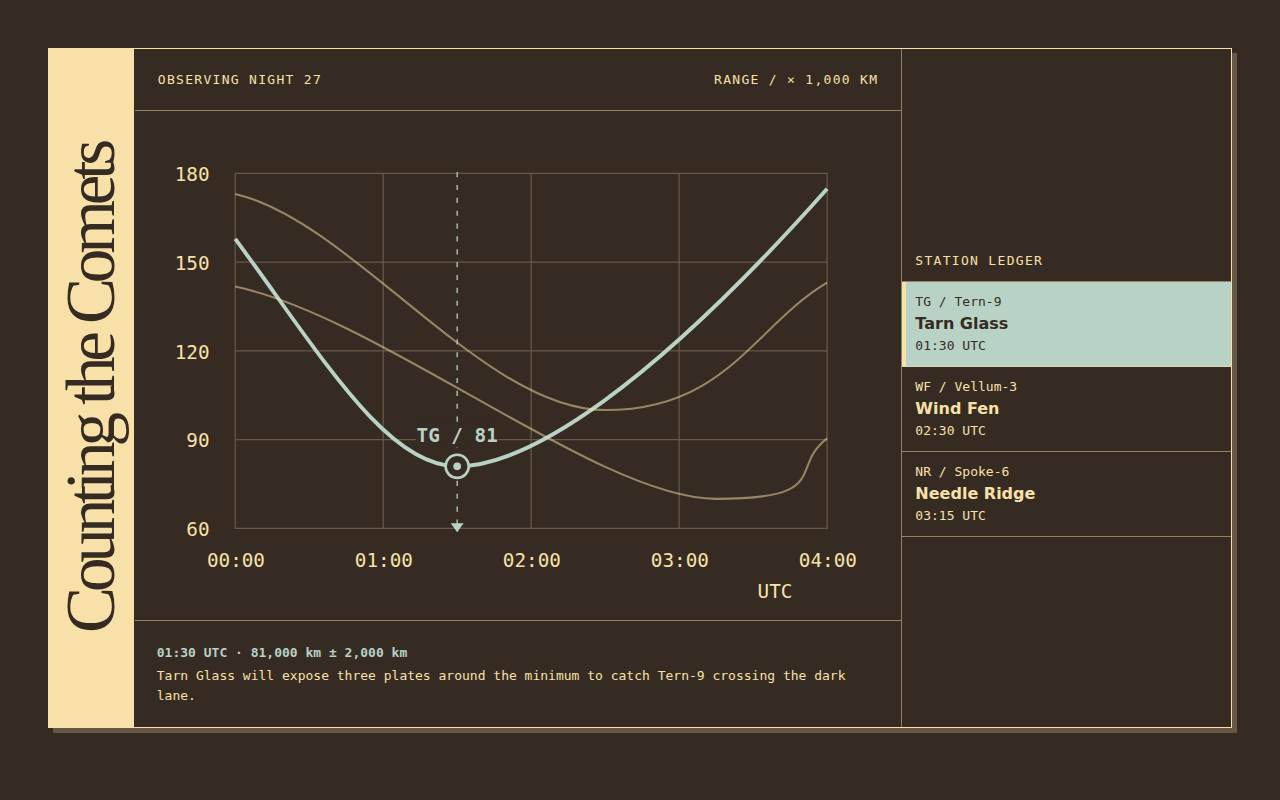 Counting the Comets
OBSERVING NIGHT 27
RANGE / × 1,000 KM
180
150
120
90
60
TG / 81
00:00
01:00
02:00
03:00
04:00
UTC
01:30 UTC · 81,000 km ± 2,000 km
Tarn Glass will expose three plates around the minimum to catch Tern-9 crossing the dark
lane.
STATION LEDGER
TG / Tern-9
Tarn Glass
01:30 UTC
WF / Vellum-3
Wind Fen
02:30 UTC
NR / Spoke-6
Needle Ridge
03:15 UTC